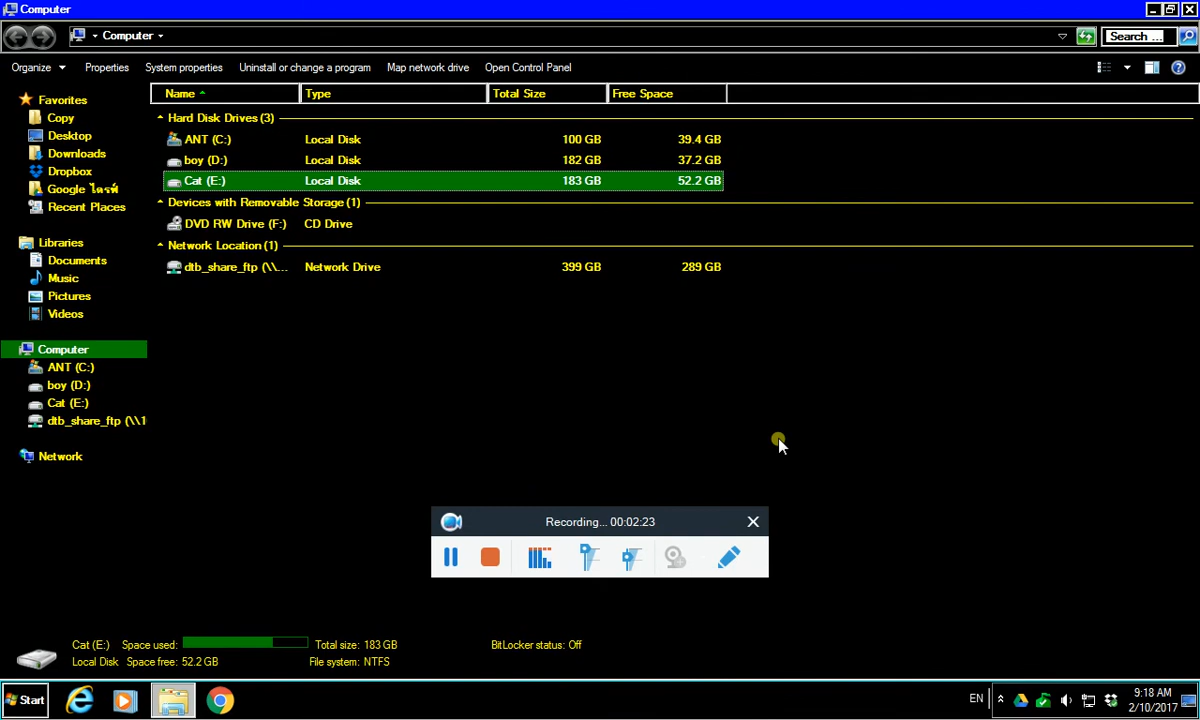 Computer
Computer
Search ...
Organize
Properties
System properties
Uninstall or change a program
Map network drive
Open Control Panel
Favorites
Copy
Desktop
Downloads
Dropbox
Google ไดรฟ์
Recent Places
Libraries
Documents
Music
Pictures
Videos
Computer
ANT (C:)
boy (D:)
Cat (E:)
dtb_share_ftp (\\1
Network
Name Type Total Size Free Space
Hard Disk Drives (3)
ANT (C:) Local Disk 100 GB 39.4 GB
boy (D:) Local Disk 182 GB 37.2 GB
Cat (E:) Local Disk 183 GB 52.2 GB
Devices with Removable Storage (1)
DVD RW Drive (F:) CD Drive
Network Location (1)
dtb_share_ftp (\\... Network Drive 399 GB 289 GB
Recording... 00:02:23
Cat (E:) Space used: Total size: 183 GB BitLocker status: Off
Local Disk Space free: 52.2 GB File system: NTFS
Start
EN
9:18 AM
2/10/2017